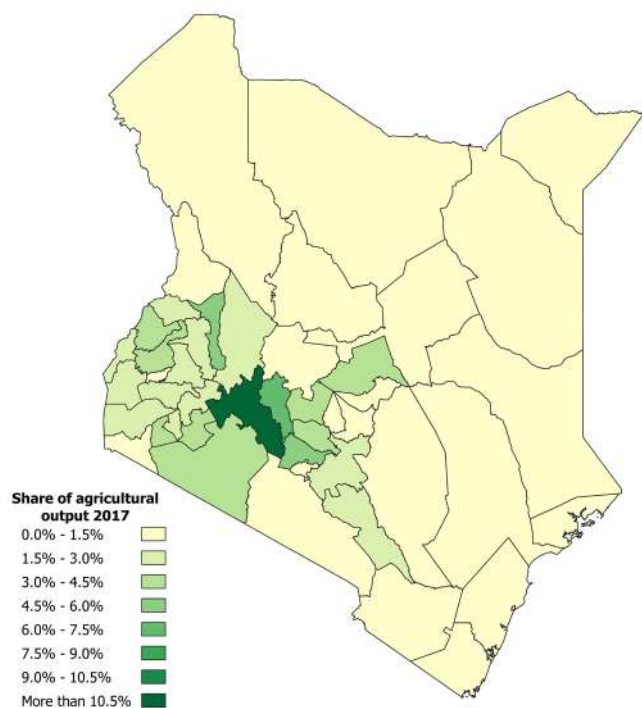 Share of agricultural
output 2017
0.0% - 1.5%
1.5% - 3.0%
3.0% - 4.5%
4.5% - 6.0%
6.0% - 7.5%
7.5% - 9.0%
9.0% - 10.5%
More than 10.5%